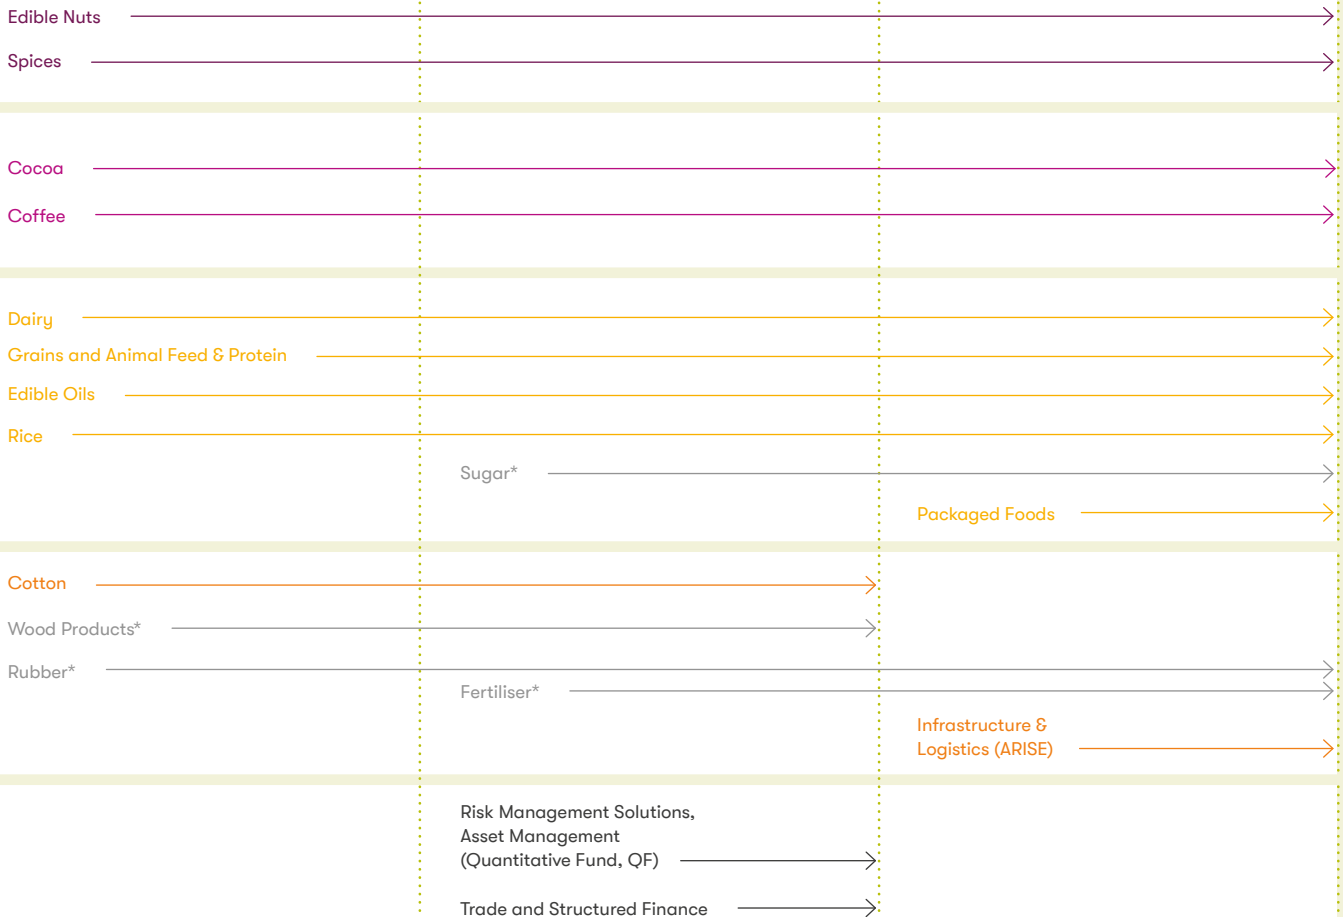 Edible Nuts
Spices
Cocoa
Coffee
Dairy
Grains and Animal Feed & Protein
Edible Oils
Rice
Sugar*
Packaged Foods
Cotton
Wood Products*
Rubber*
Fertiliser*
Infrastructure &
Logistics (ARISE)
Risk Management Solutions,
Asset Management
(Quantitative Fund, QF)
Trade and Structured Finance